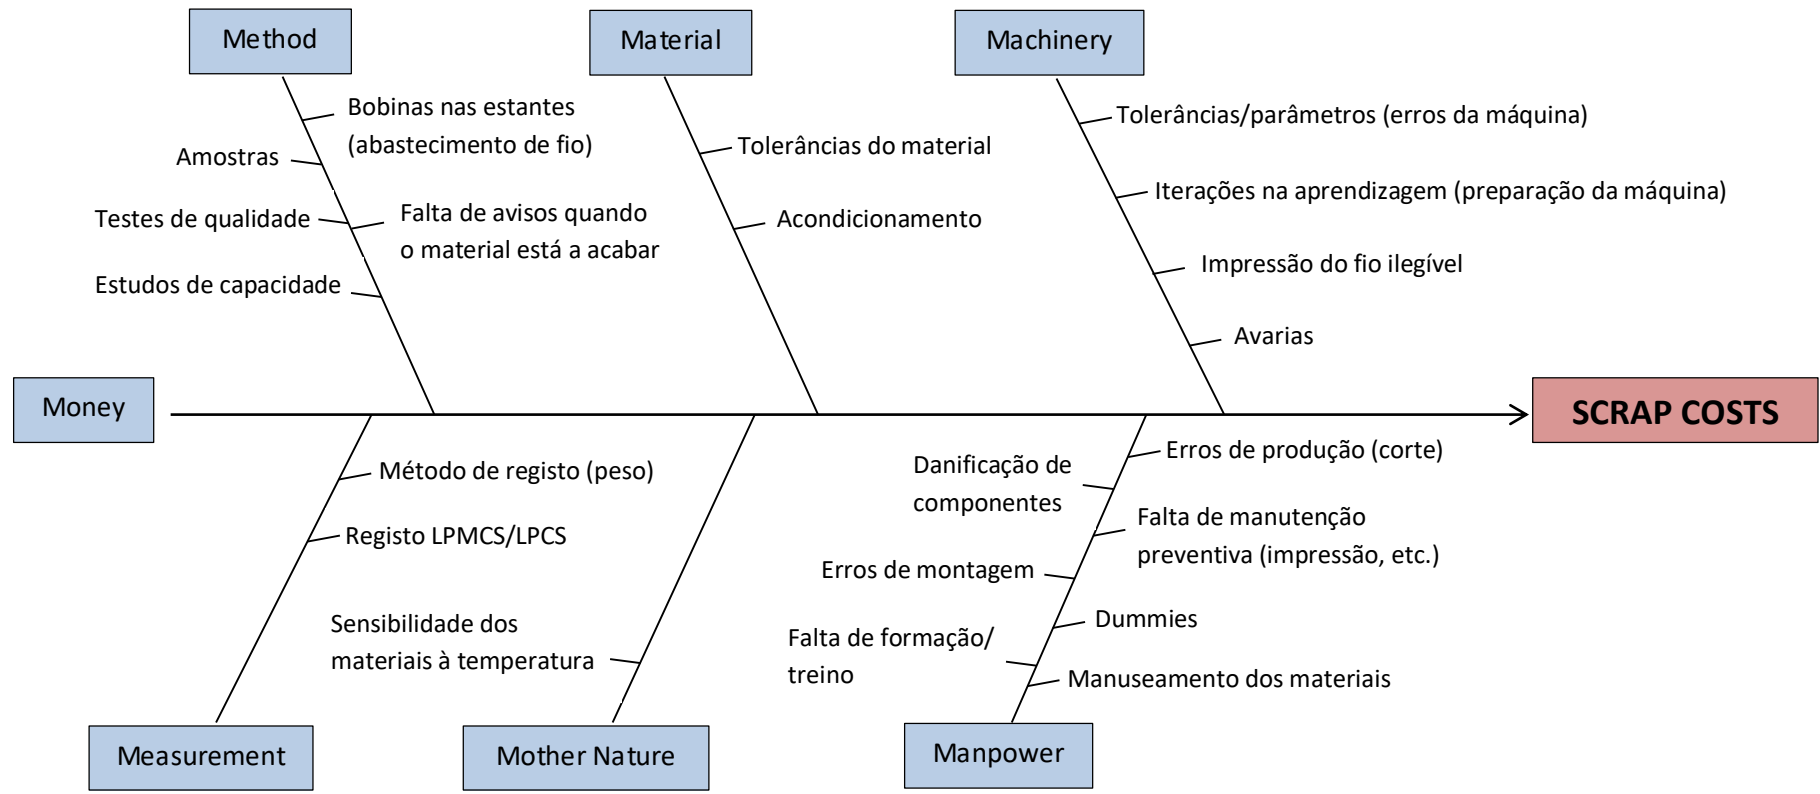 Method
Material
Machinery
Bobinas nas estantes
(abastecimento de fio)
Amostras
Testes de qualidade
Falta de avisos quando
o material está a acabar
Estudos de capacidade
Tolerâncias do material
Acondicionamento
Tolerâncias/parâmetros (erros da máquina)
Iterações na aprendizagem (preparação da máquina)
Impressão do fio ilegível
Avarias
Money
SCRAP COSTS
Método de registo (peso)
Registo LPMCS/LPCS
Sensibilidade dos
materiais à temperatura
Danificação de
componentes
Erros de produção (corte)
Falta de manutenção
preventiva (impressão, etc.)
Erros de montagem
Dummies
Falta de formação/
treino
Manuseamento dos materiais
Measurement
Mother Nature
Manpower